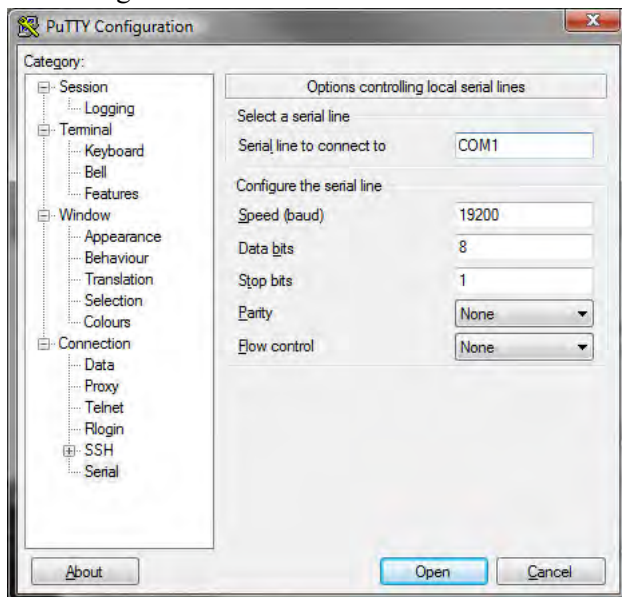 PuTTY Configuration
Category:
Session
Logging
Terminal
Keyboard
Bell
Features
Window
Appearance
Behaviour
Translation
Selection
Colours
Connection
Data
Proxy
Telnet
Rlogin
SSH
Serial
Options controlling local serial lines
Select a serial line
Serial line to connect to COM1
Configure the serial line
Speed (baud) 19200
Data bits 8
Stop bits 1
Parity None
Flow control None
About Open Cancel